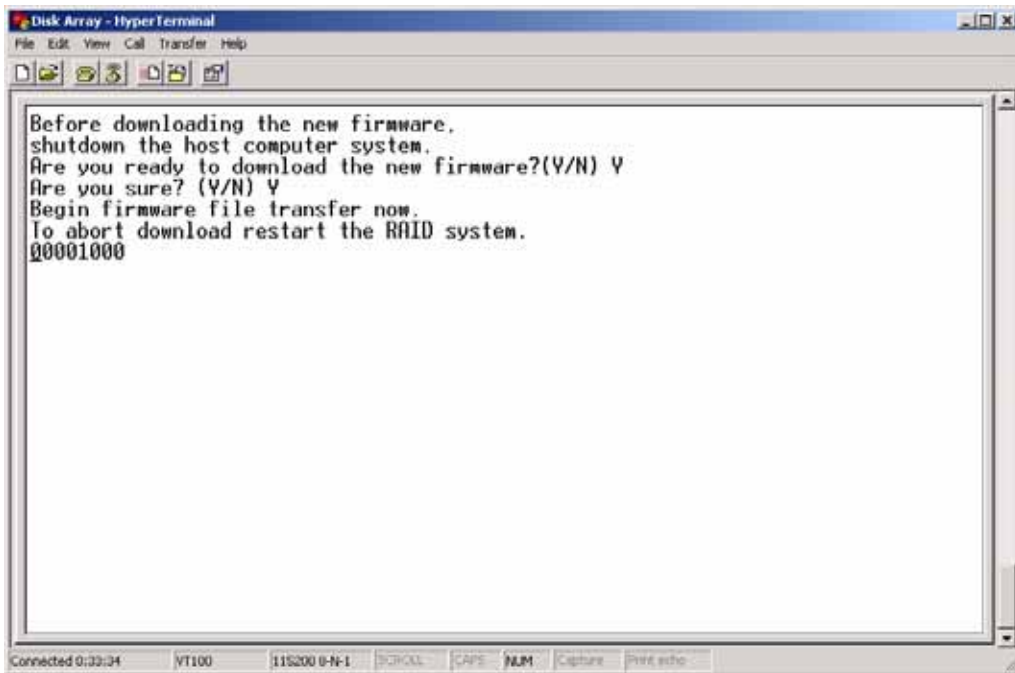 Disk Array - HyperTerminal
File Edit View Call Transfer Help
Before downloading the new firmware,
shutdown the host computer system.
Are you ready to download the new firmware?(Y/N) Y
Are you sure? (Y/N) Y
Begin firmware file transfer now.
To abort download restart the RAID system.
00001000
Connected 0:33:34 VT100 115200 8-N-1 SCROLL CAPS NUM Capture Print echo